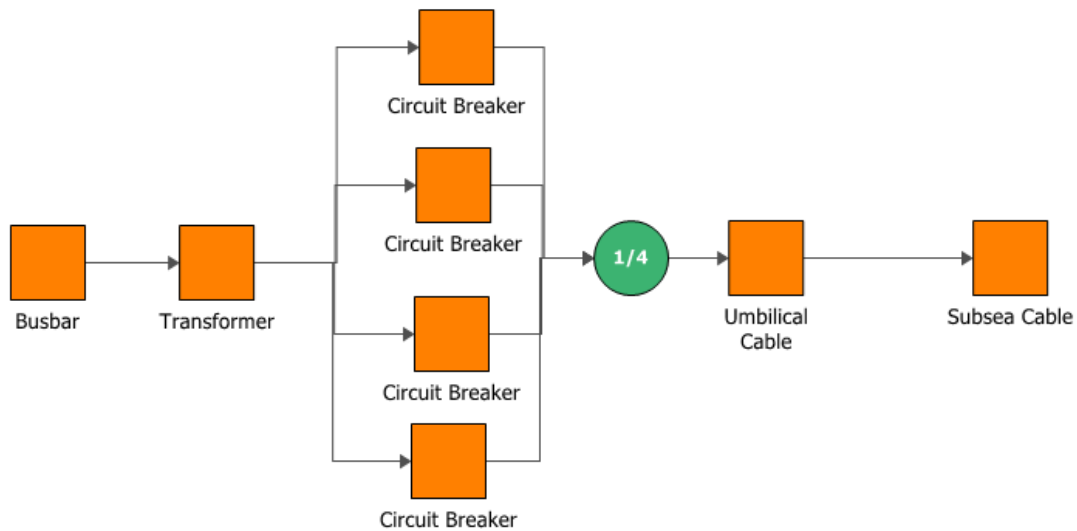 Circuit Breaker
Circuit Breaker
1/4
Busbar
Transformer
Umbilical
Cable
Subsea Cable
Circuit Breaker
Circuit Breaker